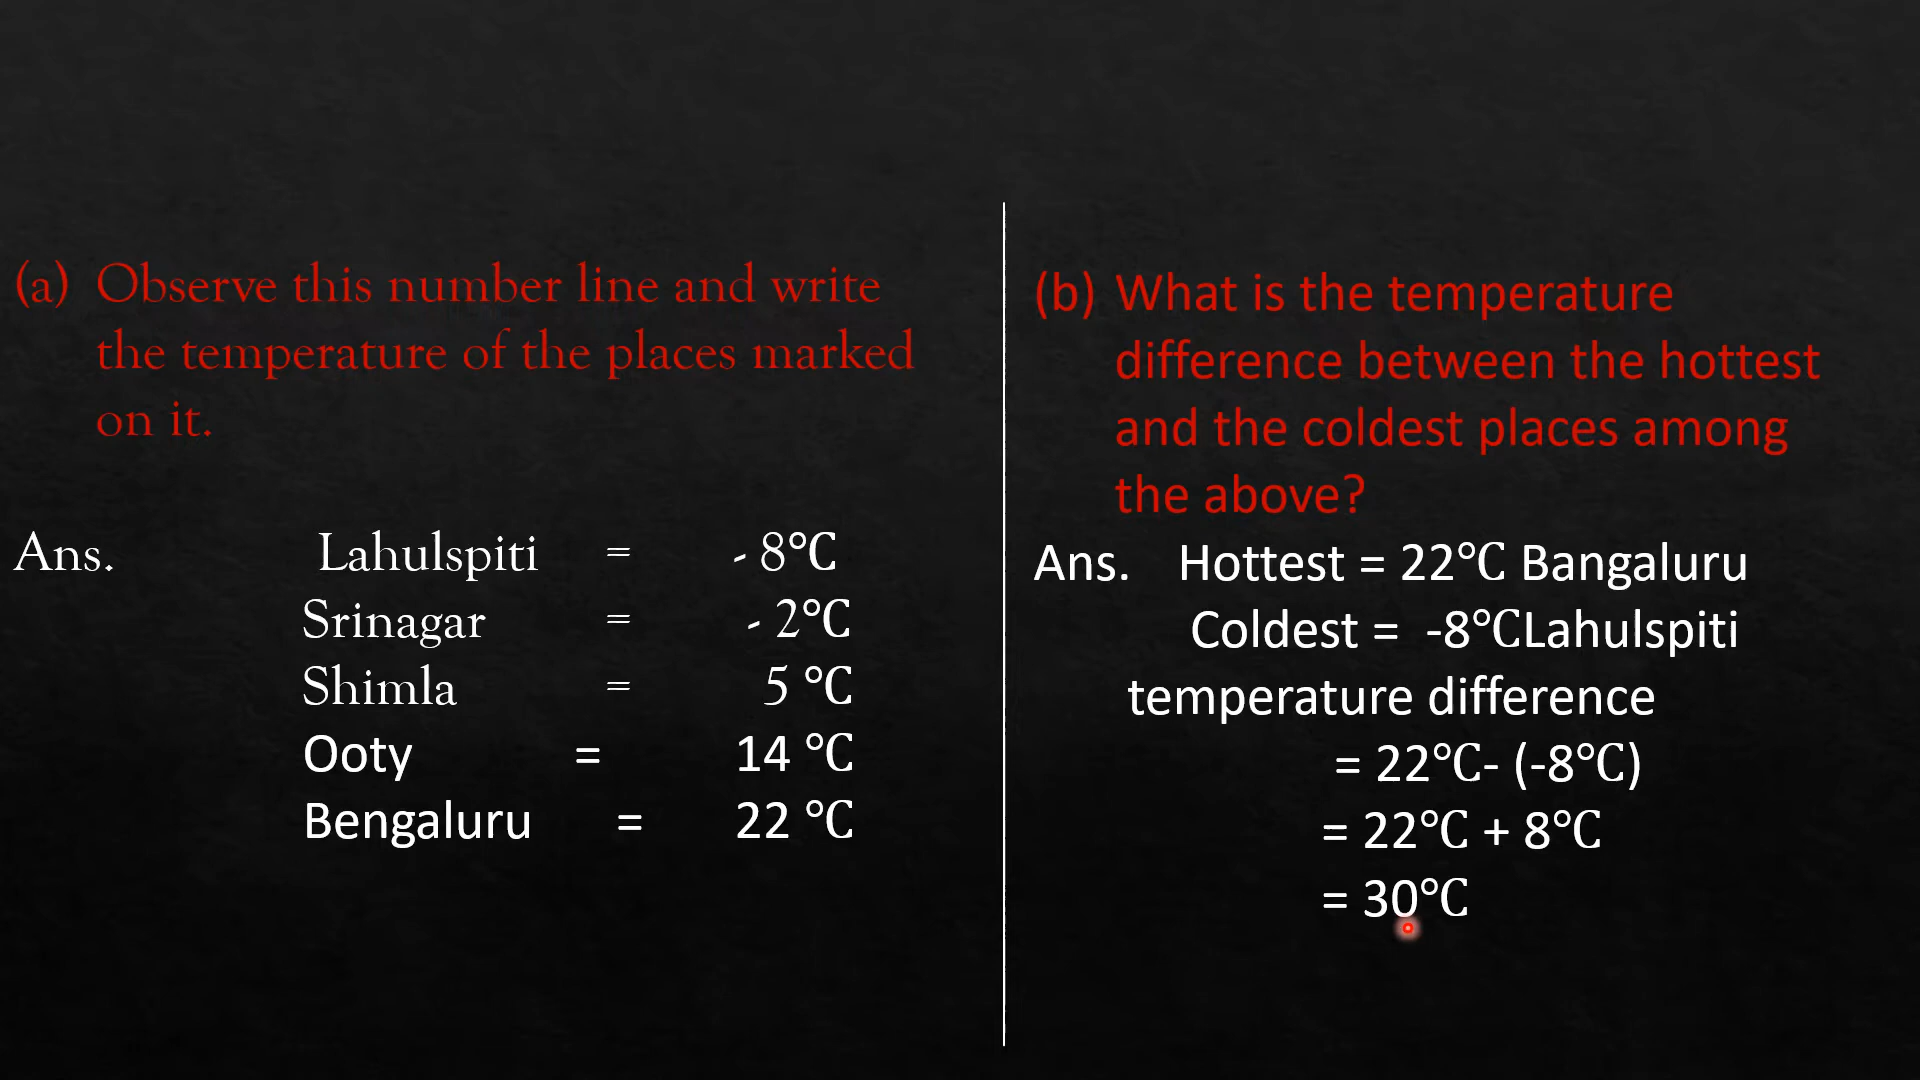 (a) Observe this number line and write
the temperature of the places marked
on it.
Ans. Lahulspiti = - 8°C
Srinagar = - 2°C
Shimla = 5 °C
Ooty = 14 °C
Bengaluru = 22 °C
(b) What is the temperature
difference between the hottest
and the coldest places among
the above?
Ans. Hottest = 22°C Bangaluru
Coldest = -8°CLahulspiti
temperature difference
= 22°C- (-8°C)
= 22°C + 8°C
= 30°C